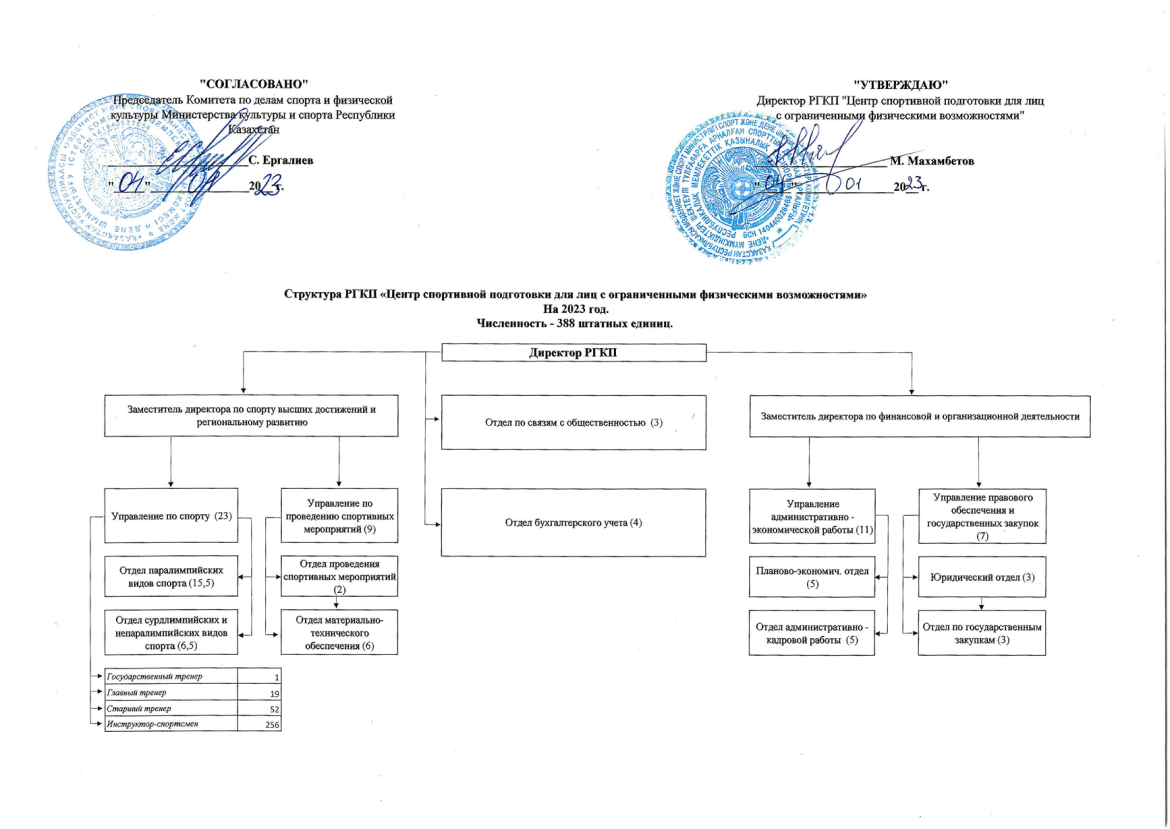 "СОГЛАСОВАНО"
Председатель Комитета по делам спорта и физической
культуры Министерства культуры и спорта Республики
Казахстан
С. Ергалиев
"04" 01 2023г.
"УТВЕРЖДАЮ"
Директор РГКП "Центр спортивной подготовки для лиц
с ограниченными физическими возможностями"
М. Махамбетов
"04" 01 2023г.
Структура РГКП «Центр спортивной подготовки для лиц с ограниченными физическими возможностями»
На 2023 год.
Численность - 388 штатных единиц.
Директор РГКП
Заместитель директора по спорту высших достижений и
региональному развитию
Отдел по связям с общественностью (3)
Заместитель директора по финансовой и организационной деятельности
Управление по спорту (23)
Управление по
проведению спортивных
мероприятий (9)
Отдел бухгалтерского учета (4)
Управление
административно -
экономической работы (11)
Управление правового
обеспечения и
государственных закупок
(7)
Отдел паралимпийских
видов спорта (15,5)
Отдел проведения
спортивных мероприятий
(2)
Планово-экономич. отдел
(5)
Юридический отдел (3)
Отдел сурдлимпийских и
непаралимпийских видов
спорта (6,5)
Отдел материально-
технического
обеспечения (6)
Отдел административно -
кадровой работы (5)
Отдел по государственным
закупкам (3)
Государственный тренер 1
Главный тренер 19
Старший тренер 52
Инструктор-спортсмен 256